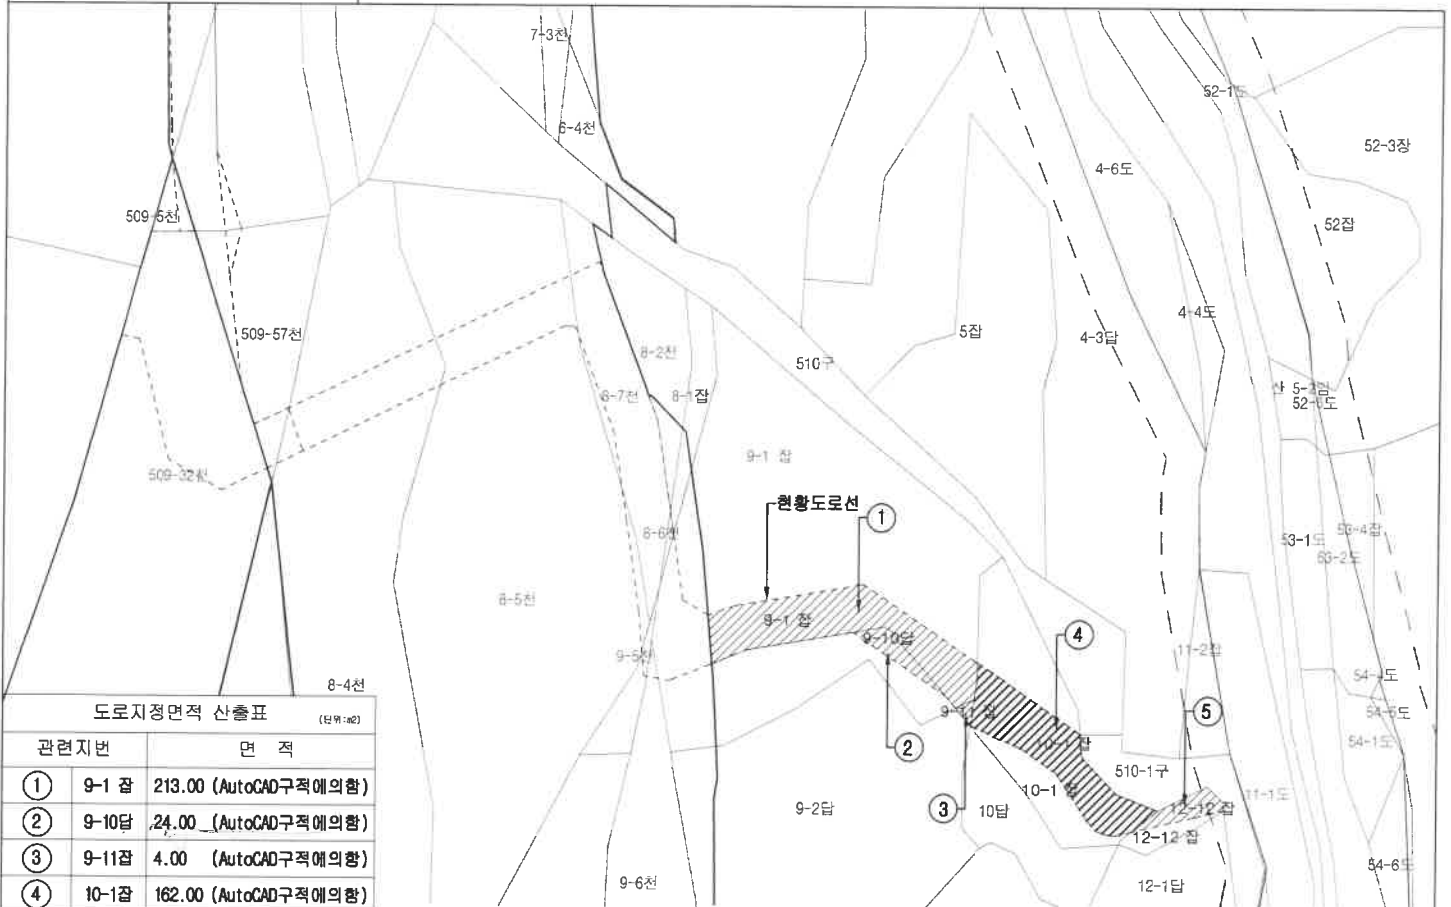 7-3천
52-1도
6-4천
52-3장
4-6도
509-5천
52잡
4-4도
509-57천
5잡
4-3답
8-2천
510구
8-7천
8-1잡
52-6도
9-1 잡
509-32천
현황도로선
①
8-6천
53-1도
53-4잡
53-2도
8-5천
9-1 잡
9-10답
④
9-5천
11-2잡
54-4도
8-4천
9-11 잡
⑤
54-5도
②
10-1 잡
54-1도
510-1구
10-1 잡
11-1도
9-2답
③
10답
12-12 잡
12-12 잡
54-6도
9-6천
12-1답
도로지정면적 산출표 (단위:m2)
관련지번 면 적
① 9-1 잡 213.00 (AutoCAD구적에의함)
② 9-10답 24.00 (AutoCAD구적에의함)
③ 9-11잡 4.00 (AutoCAD구적에의함)
④ 10-1잡 162.00 (AutoCAD구적에의함)